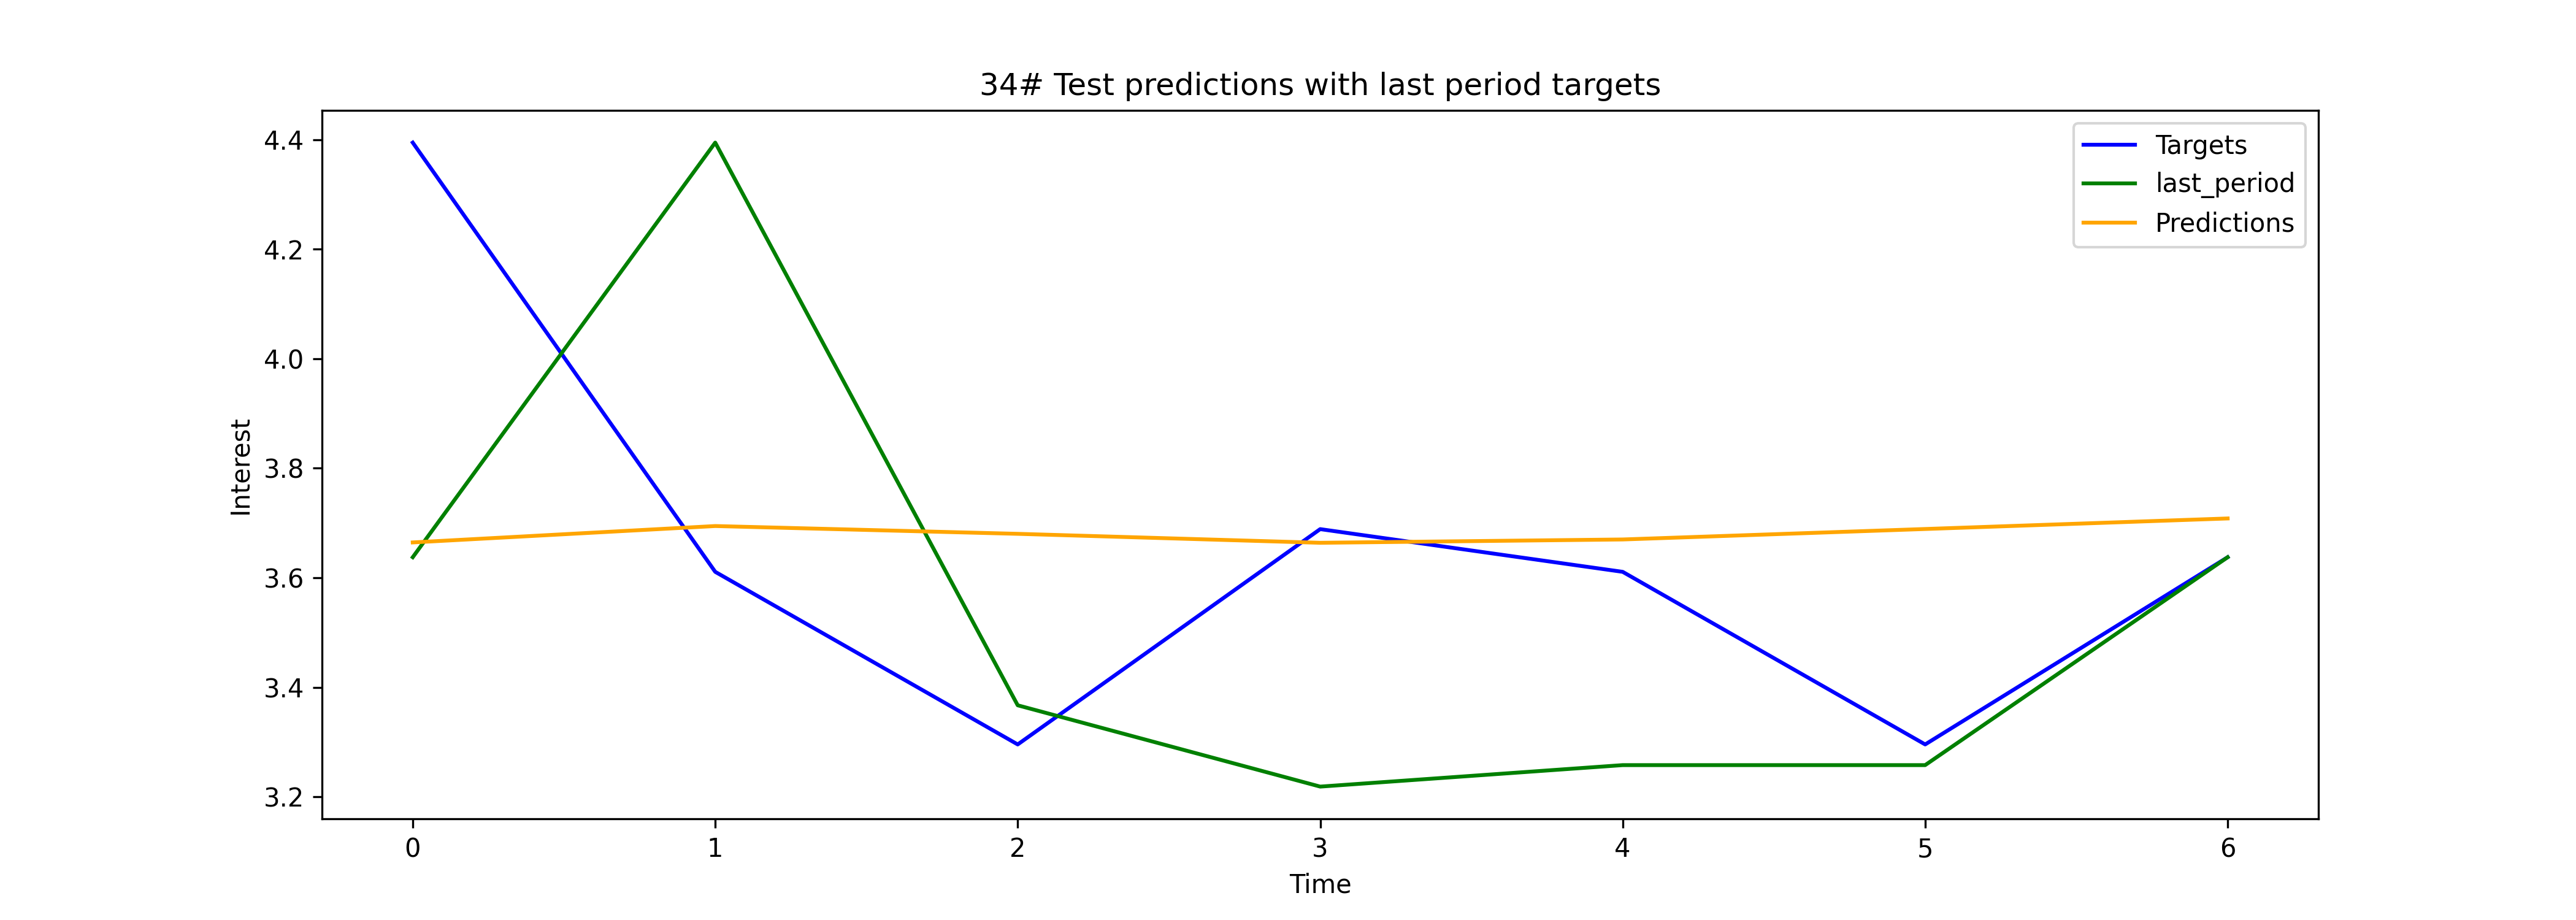 34# Test predictions with last period targets
4.4
4.2
4.0
3.8
3.6
3.4
3.2
Interest
0 1 2 3 4 5 6
Time
Targets
last_period
Predictions